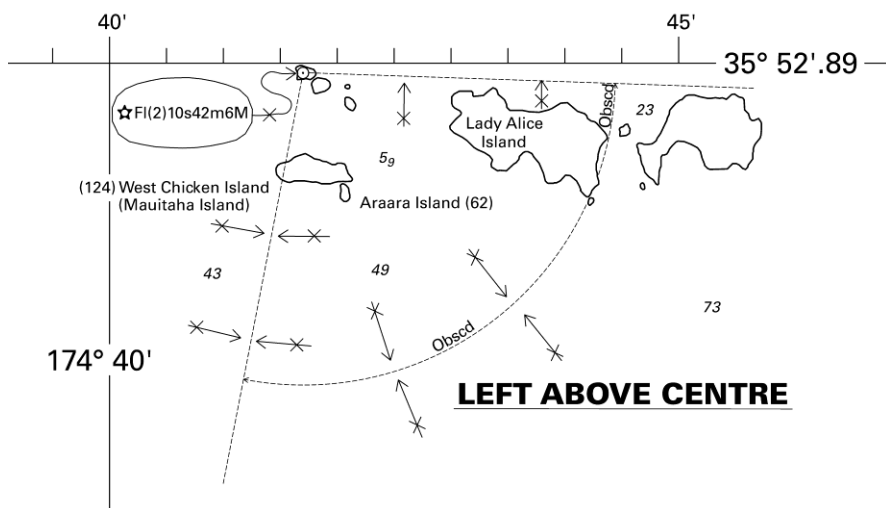 40'
45'
35° 52'.89
Fl(2)10s42m6M
Obscd
23
Lady Alice
Island
5₉
(124) West Chicken Island
(Mauitaha Island)
Araara Island (62)
43
49
73
Obscd
174° 40'
LEFT ABOVE CENTRE